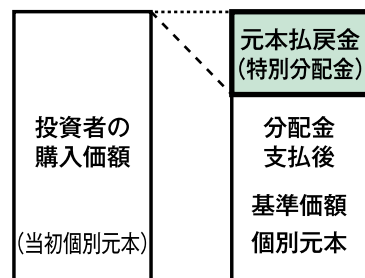 投資者の
購入価額
(当初個別元本)
元本払戻金
(特別分配金)
分配金
支払後
基準価額
個別元本